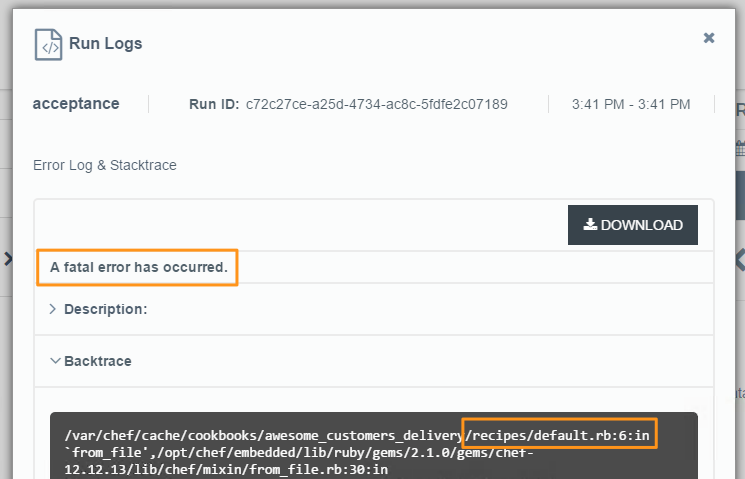 Run Logs
acceptance Run ID: c72c27ce-a25d-4734-ac8c-5fdfe2c07189 3:41 PM - 3:41 PM
Error Log & Stacktrace
DOWNLOAD
A fatal error has occurred.
Description:
Backtrace
/var/chef/cache/cookbooks/awesome_customers_delivery/recipes/default.rb:6:in
`from_file',/opt/chef/embedded/lib/ruby/gems/2.1.0/gems/chef-
12.12.13/lib/chef/mixin/from_file.rb:30:in